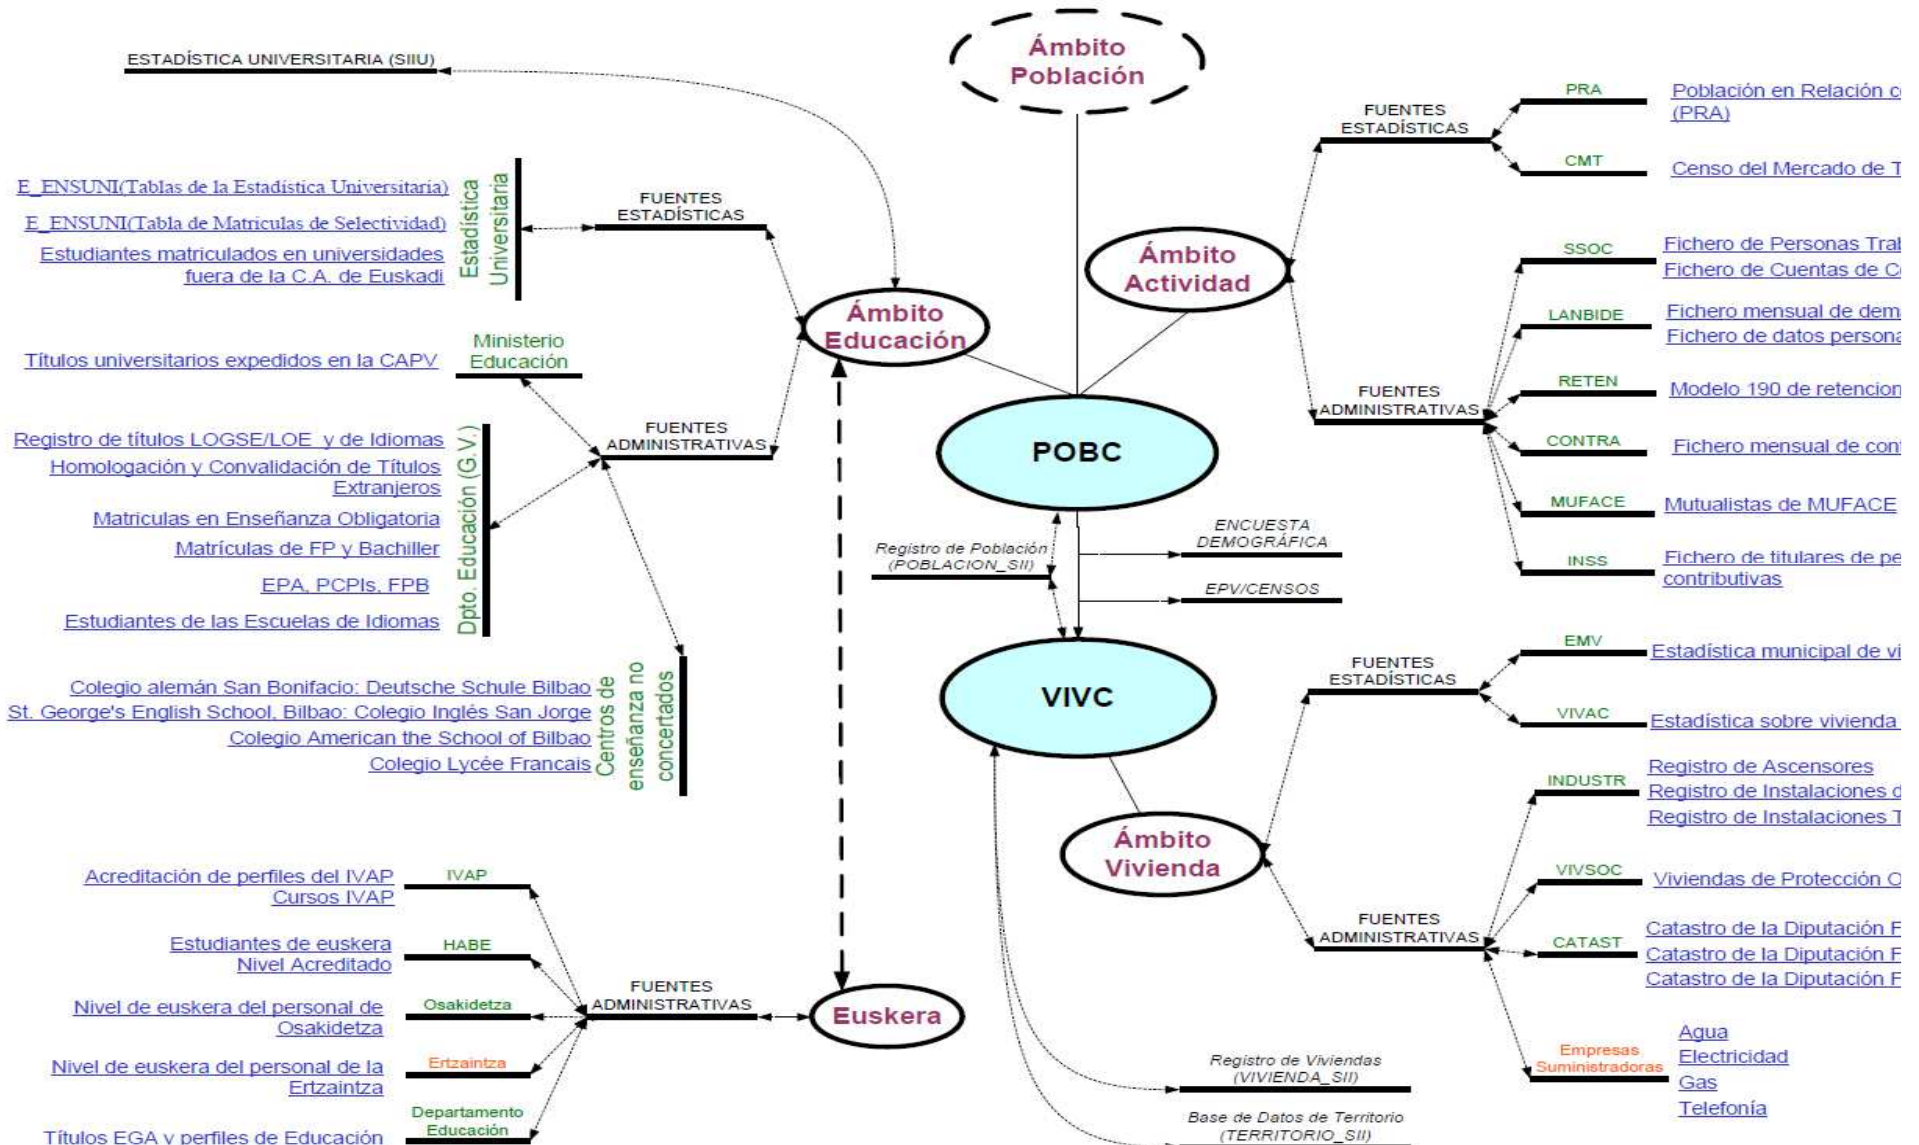 Ámbito
Población
ESTADÍSTICA UNIVERSITARIA (SIIU)
E_ENSUNI(Tablas de la Estadística Universitaria)
E_ENSUNI(Tabla de Matriculas de Selectividad)
Estudiantes matriculados en universidades
fuera de la C.A. de Euskadi
Estadística
Universitaria
FUENTES
ESTADÍSTICAS
Ámbito
Educación
Títulos universitarios expedidos en la CAPV
Ministerio
Educación
FUENTES
ADMINISTRATIVAS
Registro de títulos LOGSE/LOE y de Idiomas
Homologación y Convalidación de Títulos
Extranjeros
Matriculas en Enseñanza Obligatoria
Matrículas de FP y Bachiller
EPA, PCPIs, FPB
Estudiantes de las Escuelas de Idiomas
Dpto. Educación (G.V.)
Colegio alemán San Bonifacio: Deutsche Schule Bilbao
St. George's English School, Bilbao: Colegio Inglés San Jorge
Colegio American the School of Bilbao
Colegio Lycée Francais
Centros de
enseñanza no
concertados
Acreditación de perfiles del IVAP
Cursos IVAP
IVAP
Estudiantes de euskera
Nivel Acreditado
HABE
Nivel de euskera del personal de
Osakidetza
Osakidetza
Nivel de euskera del personal de la
Ertzaintza
Ertzaintza
Títulos EGA y perfiles de Educación
Departamento
Educación
FUENTES
ADMINISTRATIVAS
Euskera
POBC
Registro de Población
(POBLACION_SII)
ENCUESTA
DEMOGRÁFICA
EPV/CENSOS
VIVC
Ámbito
Actividad
FUENTES
ESTADÍSTICAS
PRA
Población en Relación c
(PRA)
CMT
Censo del Mercado de T
FUENTES
ADMINISTRATIVAS
SSOC
Fichero de Personas Tra
Fichero de Cuentas de C
LANBIDE
Fichero mensual de dem
Fichero de datos persona
RETEN
Modelo 190 de retencion
CONTRA
Fichero mensual de con
MUFACE
Mutualistas de MUFACE
INSS
Fichero de titulares de pe
contributivas
Ámbito
Vivienda
FUENTES
ESTADÍSTICAS
EMV
Estadística municipal de vi
VIVAC
Estadística sobre vivienda
FUENTES
ADMINISTRATIVAS
INDUSTR
Registro de Ascensores
Registro de Instalaciones d
Registro de Instalaciones T
VIVSOC
Viviendas de Protección O
CATAST
Catastro de la Diputación F
Catastro de la Diputación F
Catastro de la Diputación F
Empresas
Suministradoras
Agua
Electricidad
Gas
Telefonía
Registro de Viviendas
(VIVIENDA_SII)
Base de Datos de Territorio
(TERRITORIO_SII)